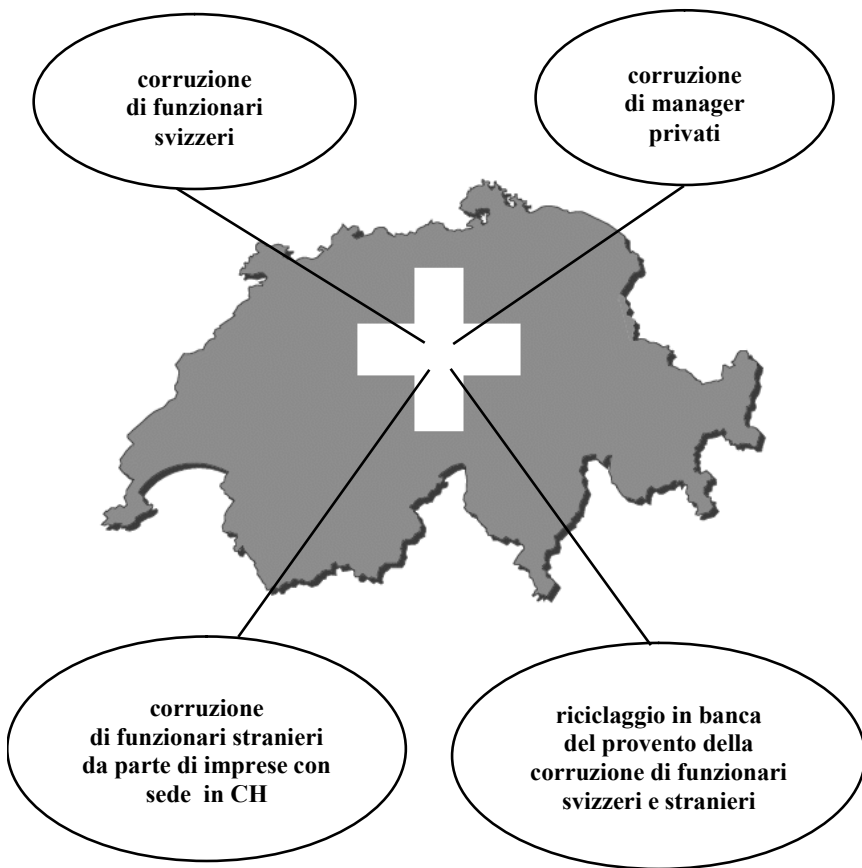 corruzione
di funzionari
svizzeri
corruzione
di manager
privati
corruzione
di funzionari stranieri
da parte di imprese con
sede in CH
riciclaggio in banca
del provento della
corruzione di funzionari
svizzeri e stranieri